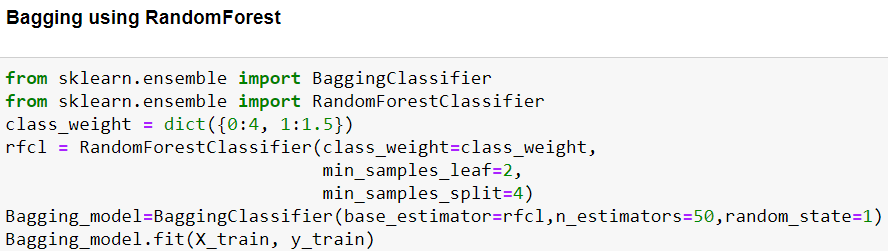 Bagging using RandomForest
from sklearn.ensemble import BaggingClassifier
from sklearn.ensemble import RandomForestClassifier
class_weight = dict({0:4, 1:1.5})
rfcl = RandomForestClassifier(class_weight=class_weight,
                              min_samples_leaf=2,
                              min_samples_split=4)
Bagging_model=BaggingClassifier(base_estimator=rfcl,n_estimators=50,random_state=1)
Bagging_model.fit(X_train, y_train)